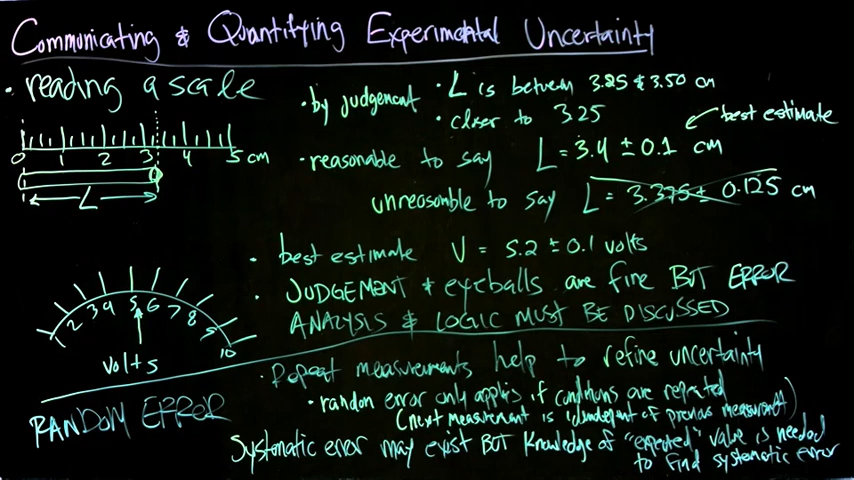 Communicating & Quantifying Experimental Uncertainty
• reading a scale
0 1 2 3 4 5 cm
L
• by judgement
• L is between 3.25 & 3.50 cm
• closer to 3.25
best estimate
• reasonable to say L = 3.4 ± 0.1 cm
unreasonable to say L = 3.375 ± 0.125 cm
• best estimate V = 5.2 ± 0.1 volts
• JUDGEMENT & eyeballs are fine BUT ERROR
ANALYSIS & LOGIC MUST BE DISCUSSED
2 3 4 5 6 7 8 9 10
volts
RANDOM ERROR
• Repeat measurements help to refine uncertainty
• random error only applies if conditions are repeated
(next measurement is independent of previous measurement)
Systematic error may exist BUT knowledge of "expected" value is needed
to find systematic error